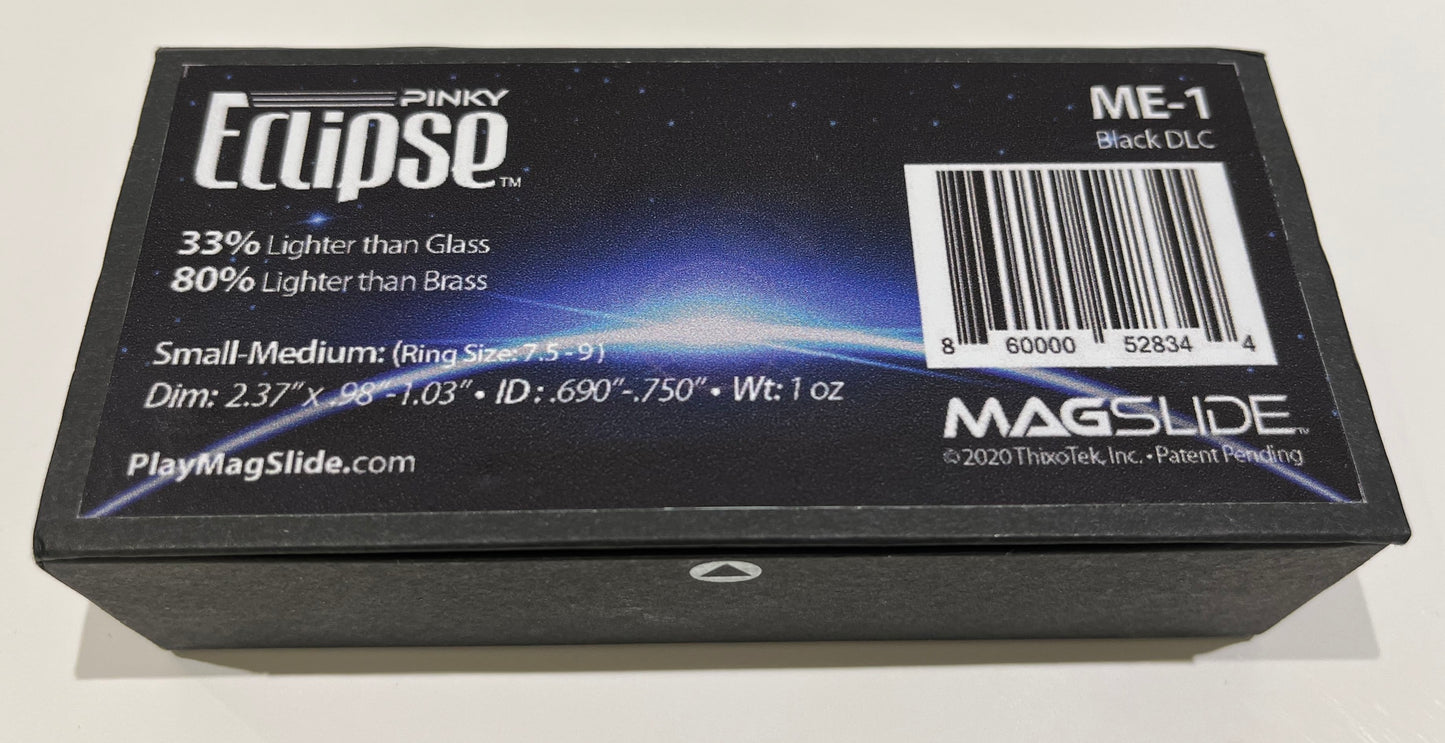 PINKY
Eclipse™
33% Lighter than Glass
80% Lighter than Brass
Small-Medium: (Ring Size: 7.5 - 9)
Dim: 2.37” x .98”-1.03” • ID : .690”-.750” • Wt: 1 oz
PlayMagSlide.com
ME-1
Black DLC
8 60000 52834 4
MAGSLIDE™
©2020 ThixoTek, Inc. • Patent Pending